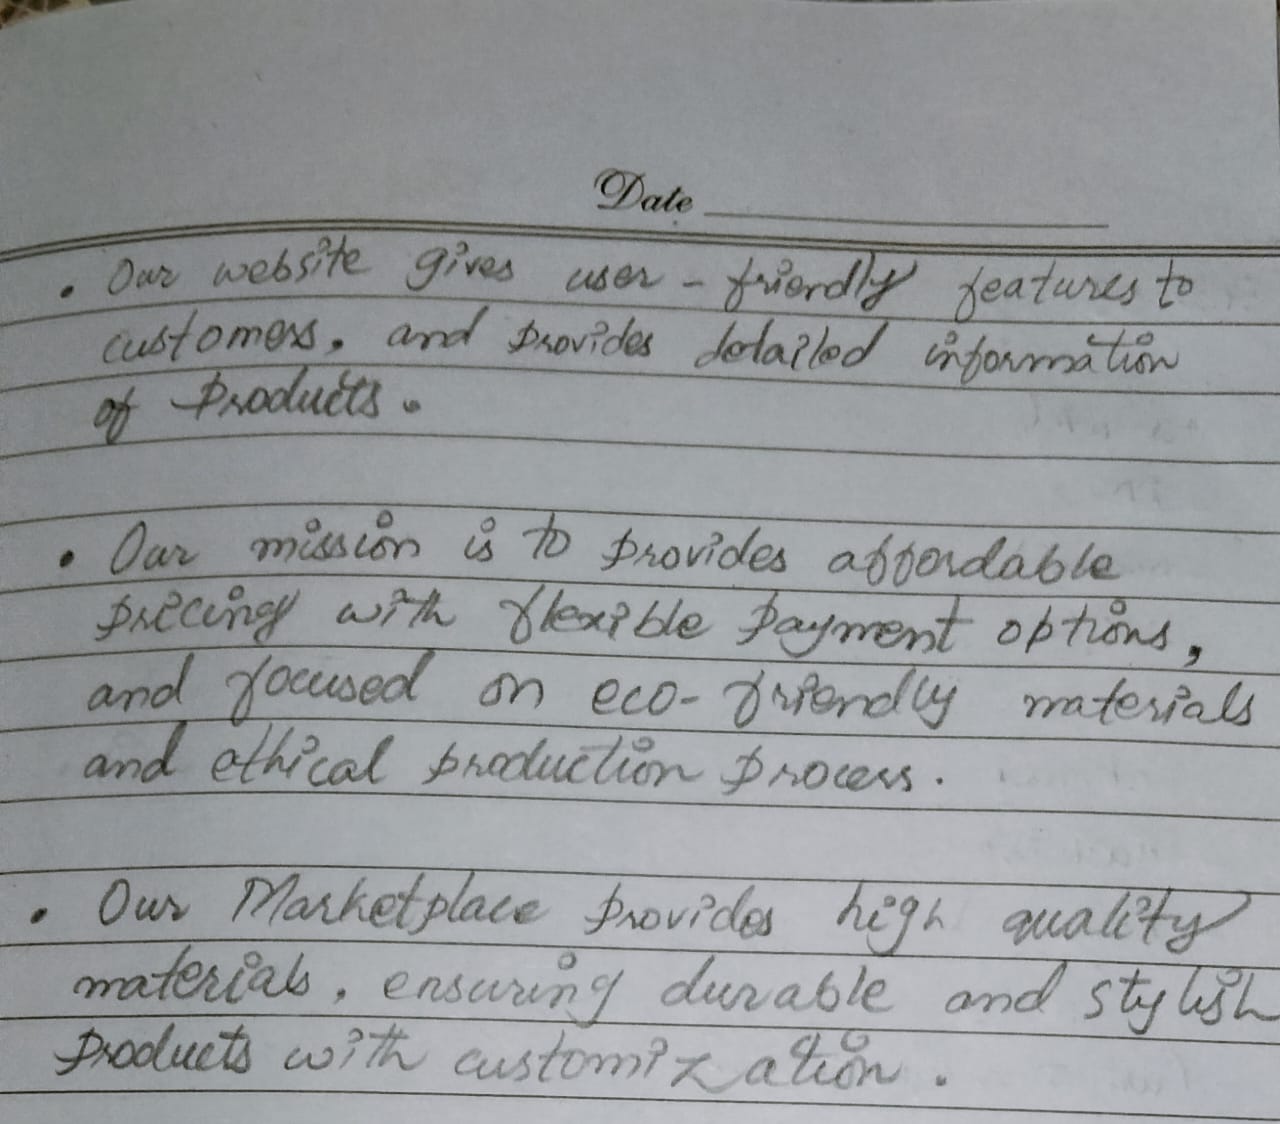 Date
• Our website gives user-friendly features to
customers, and provides detailed information
of products.
• Our mission is to provides affordable
pricing with flexible payment options,
and focused on eco-friendly materials
and ethical production process.
• Our Marketplace provides high quality
materials, ensuring durable and stylish
products with customization.